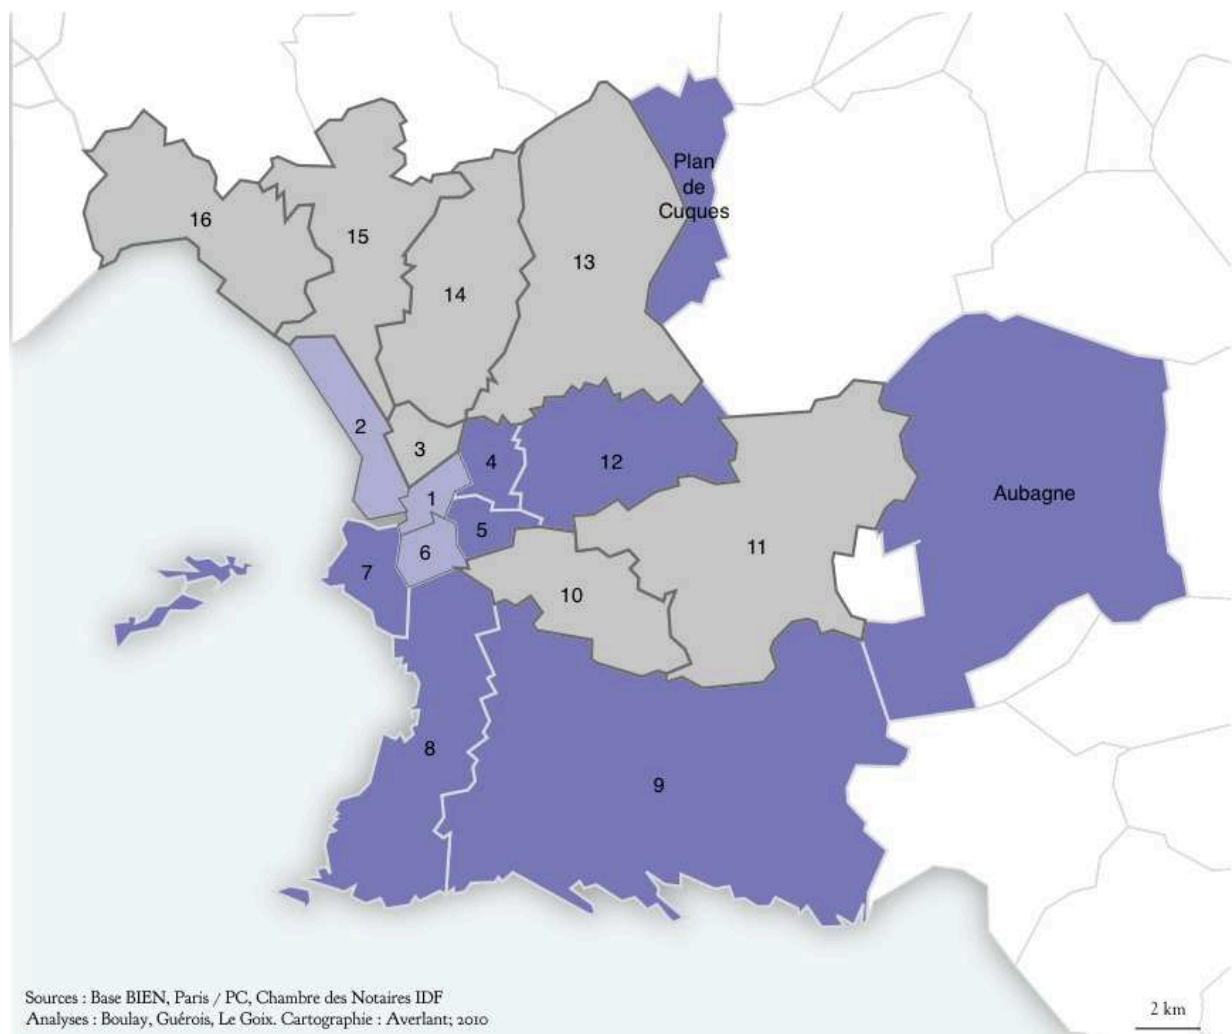 Plan
de
Cuques
16
15
13
14
2
3
4
12
1
Aubagne
5
6
11
7
10
8
9
Sources : Base BIEN, Paris / PC, Chambre des Notaires IDF
Analyses : Boulay, Guérois, Le Goix. Cartographie : Averlant; 2010
2 km